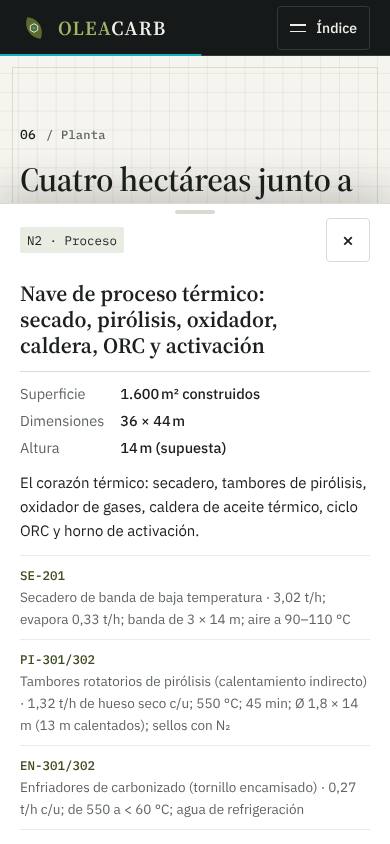 OLEACARB
Índice
06 / Planta
Cuatro hectáreas junto a
N2 · Proceso
×
Nave de proceso térmico:
secado, pirólisis, oxidador,
caldera, ORC y activación
Superficie 1.600 m² construidos
Dimensiones 36 × 44 m
Altura 14 m (supuesta)
El corazón térmico: secadero, tambores de pirólisis,
oxidador de gases, caldera de aceite térmico, ciclo
ORC y horno de activación.
SE-201
Secadero de banda de baja temperatura · 3,02 t/h;
evapora 0,33 t/h; banda de 3 × 14 m; aire a 90–110 °C
PI-301/302
Tambores rotatorios de pirólisis (calentamiento indirecto)
· 1,32 t/h de hueso seco c/u; 550 °C; 45 min; Ø 1,8 × 14
m (13 m calentados); sellos con N₂
EN-301/302
Enfriadores de carbonizado (tornillo encamisado) · 0,27
t/h c/u; de 550 a < 60 °C; agua de refrigeración